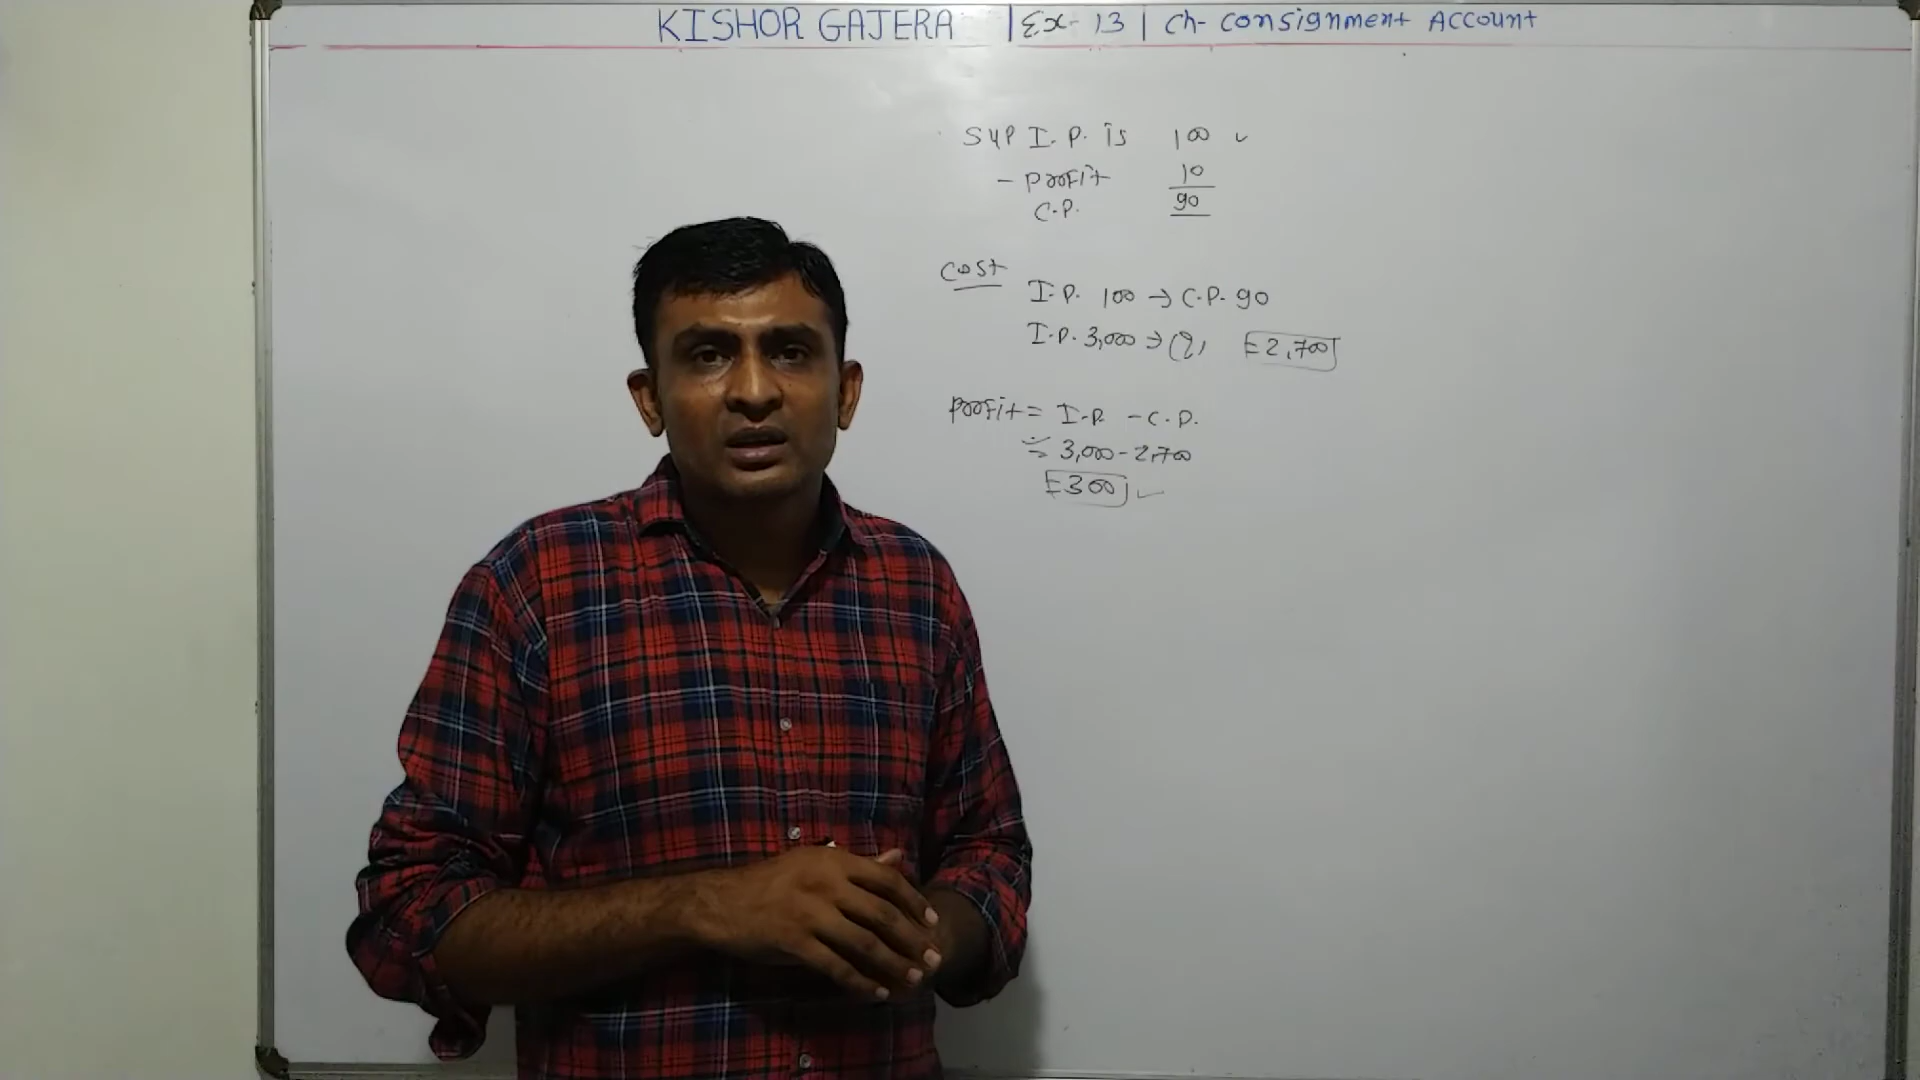 KISHOR GAJERA | Ex-13 | Ch- Consignment Account
SUP I.P. is 100 ✓
- Profit 10
C.P. 90
Cost
I.P. 100 → C.P. 90
I.P. 3,000 → (?) = 2,700
Profit = I.P. - C.P.
= 3,000 - 2,700
= 300 ✓